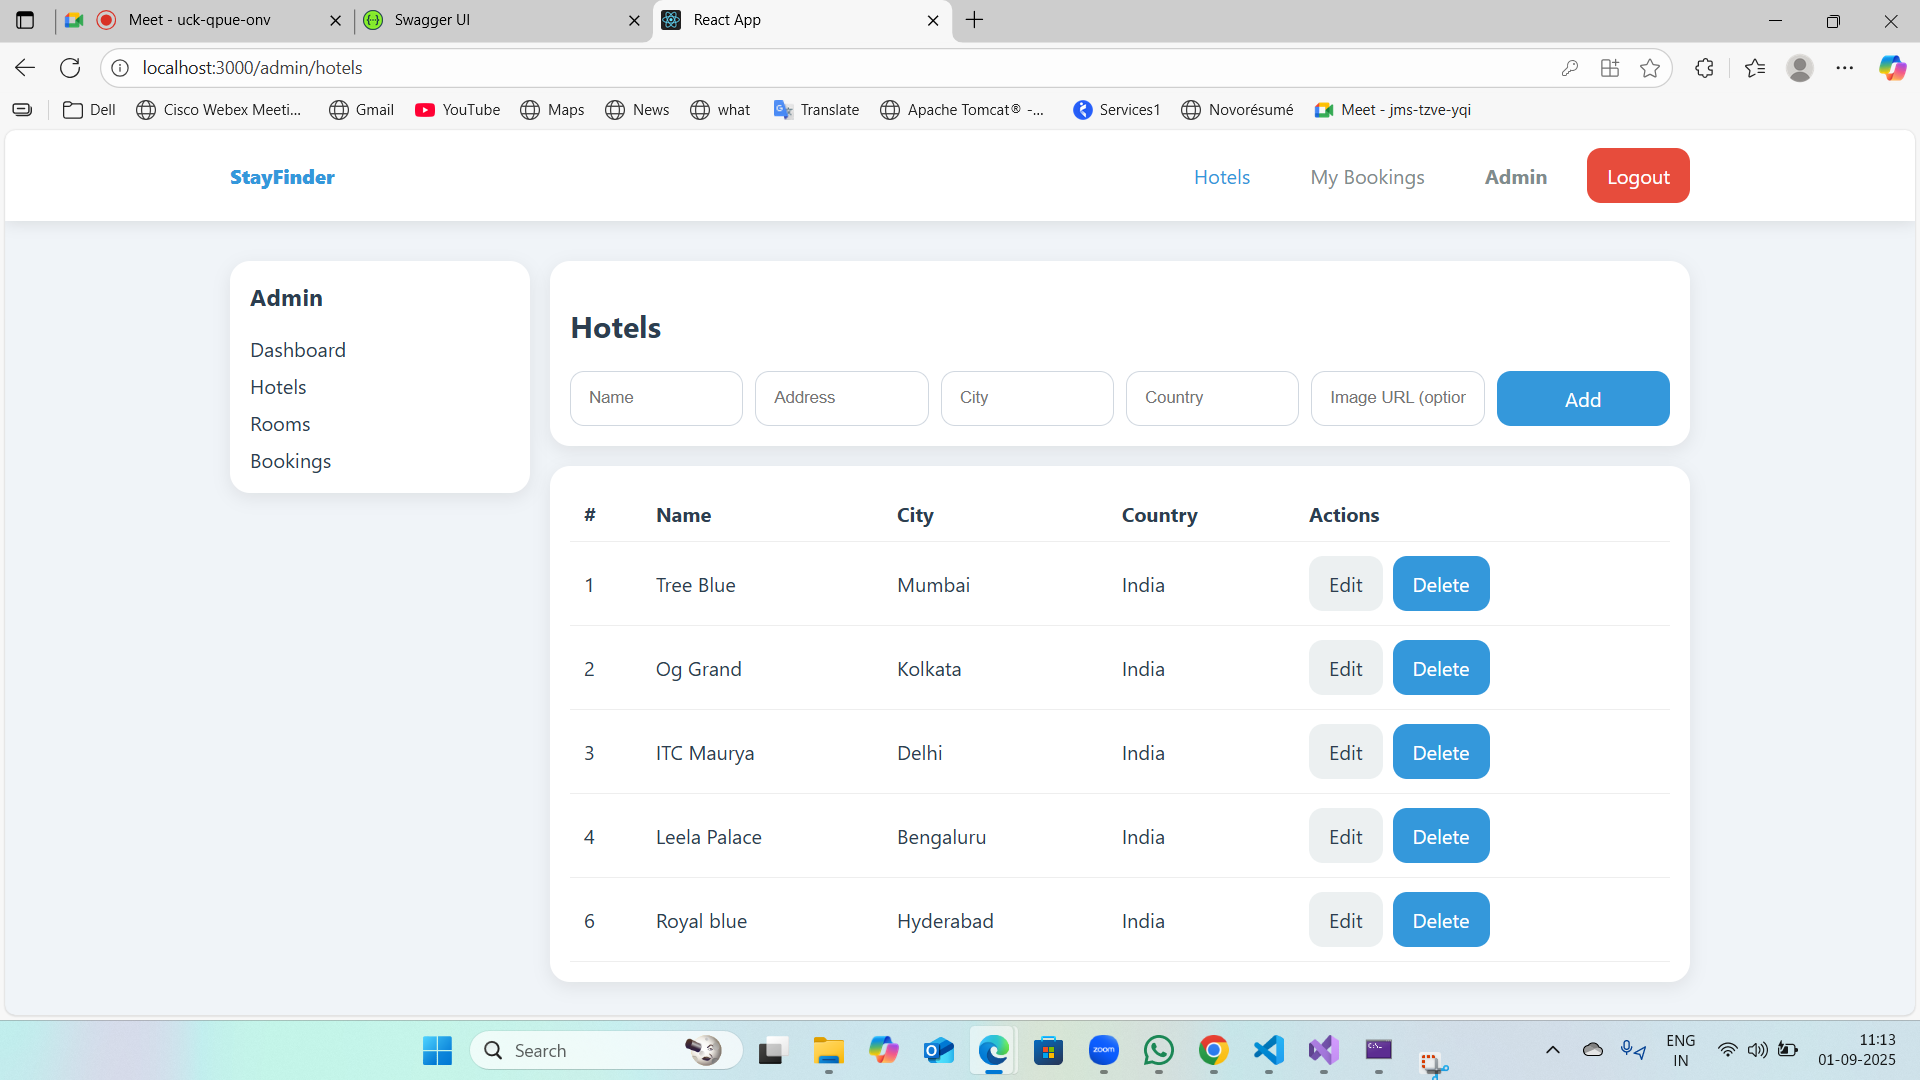 Meet - uck-qpue-onv
Swagger UI
React App
localhost:3000/admin/hotels
Dell
Cisco Webex Meeti...
Gmail
YouTube
Maps
News
what
Translate
Apache Tomcat® -...
Services1
Novorésumé
Meet - jms-tzve-yqi
StayFinder
Hotels
My Bookings
Admin
Logout
Admin
Dashboard
Hotels
Rooms
Bookings
Hotels
Name
Address
City
Country
Image URL (option
Add
# Name City Country Actions
1 Tree Blue Mumbai India Edit Delete
2 Og Grand Kolkata India Edit Delete
3 ITC Maurya Delhi India Edit Delete
4 Leela Palace Bengaluru India Edit Delete
6 Royal blue Hyderabad India Edit Delete
Search
zoom
ENG
IN
11:13
01-09-2025